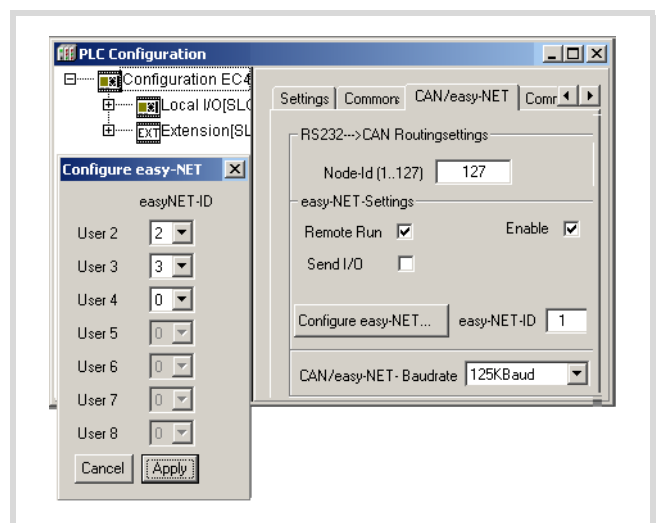 PLC Configuration
Configuration EC4
Local I/O[SLO
Extension[SL
EXT
Settings
Common
CAN/easy-NET
Comr
RS232--->CAN Routingsettings
Node-Id (1..127) 127
easy-NET-Settings
Remote Run
Enable
Send I/O
Configure easy-NET...
easy-NET-ID 1
CAN/easy-NET- Baudrate 125KBaud
Configure easy-NET
easyNET-ID
User 2 2
User 3 3
User 4 0
User 5 0
User 6 0
User 7 0
User 8 0
Cancel
Apply